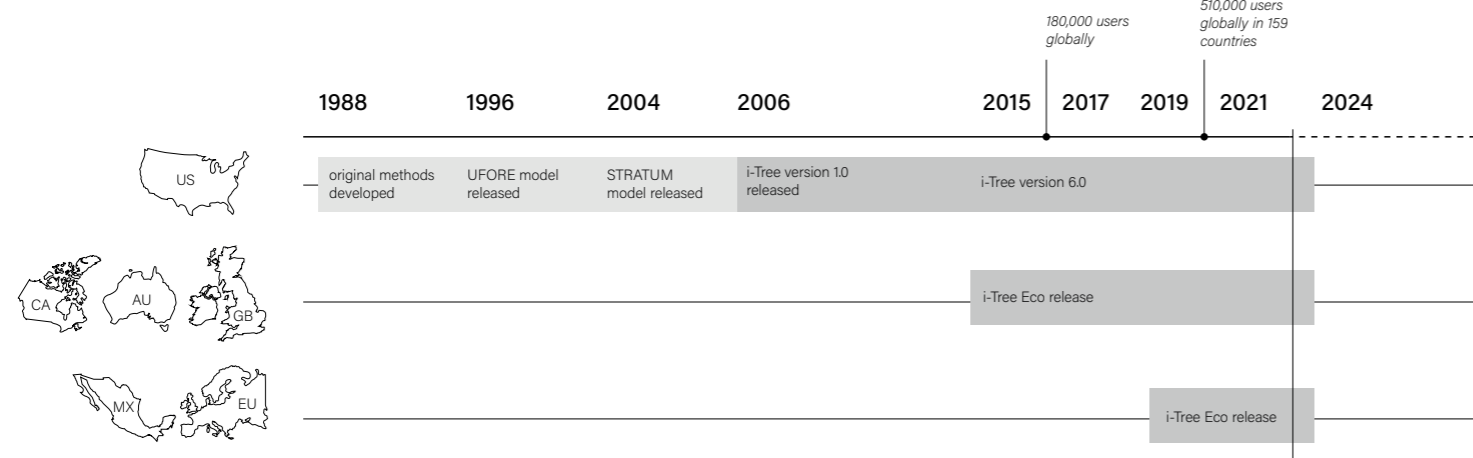 180,000 users
globally
510,000 users
globally in 159
countries
1988
1996
2004
2006
2015
2017
2019
2021
2024
US
original methods
developed
UFORE model
released
STRATUM
model released
i-Tree version 1.0
released
i-Tree version 6.0
CA
AU
GB
i-Tree Eco release
MX
EU
i-Tree Eco release